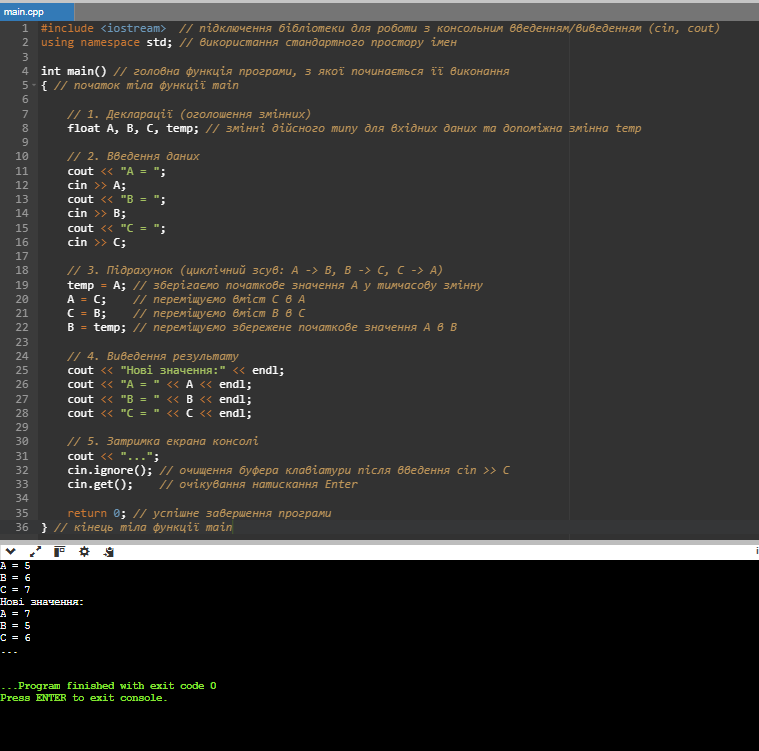 main.cpp
1 #include <iostream> // підключення бібліотеки для роботи з консольним введенням/виведенням (cin, cout)
2 using namespace std; // використання стандартного простору імен
3
4 int main() // головна функція програми, з якої починається її виконання
5 { // початок тіла функції main
6
7 // 1. Декларації (оголошення змінних)
8 float A, B, C, temp; // змінні дійсного типу для вхідних даних та допоміжна змінна temp
9
10 // 2. Введення даних
11 cout << "A = ";
12 cin >> A;
13 cout << "B = ";
14 cin >> B;
15 cout << "C = ";
16 cin >> C;
17
18 // 3. Підрахунок (циклічний зсув: A -> B, B -> C, C -> A)
19 temp = A; // зберігаємо початкове значення A у тимчасову змінну
20 A = C; // переміщуємо вміст C в A
21 C = B; // переміщуємо вміст B в C
22 B = temp; // переміщуємо збережене початкове значення A в B
23
24 // 4. Виведення результату
25 cout << "Нові значення:" << endl;
26 cout << "A = " << A << endl;
27 cout << "B = " << B << endl;
28 cout << "C = " << C << endl;
29
30 // 5. Затримка екрана консолі
31 cout << "...";
32 cin.ignore(); // очищення буфера клавіатури після введення cin >> C
33 cin.get(); // очікування натискання Enter
34
35 return 0; // успішне завершення програми
36 } // кінець тіла функції main
A = 5
B = 6
C = 7
Нові значення:
A = 7
B = 5
C = 6
...
...Program finished with exit code 0
Press ENTER to exit console.